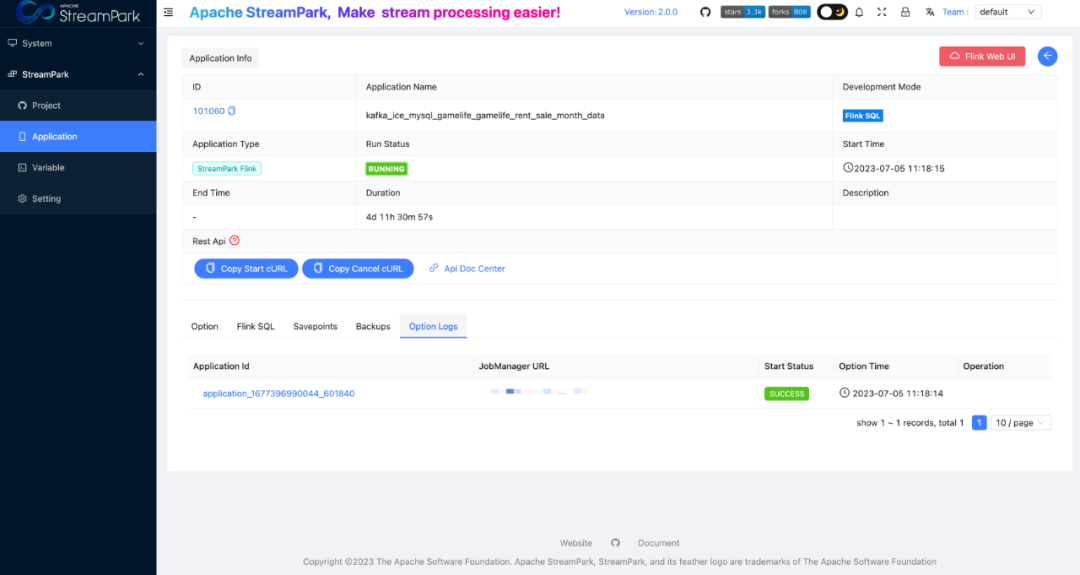 APACHE
StreamPark
Apache StreamPark, Make stream processing easier!
Version: 2.0.0
stars 3.3k forks 808
Team : default
System
StreamPark
Project
Application
Variable
Setting
Application Info
Flink Web UI
ID Application Name Development Mode
101060 kafka_ice_mysql_gamelife_gamelife_rent_sale_month_data Flink SQL
Application Type Run Status Start Time
StreamPark Flink RUNNING 2023-07-05 11:18:15
End Time Duration Description
- 4d 11h 30m 57s
Rest Api
Copy Start cURL Copy Cancel cURL Api Doc Center
Option Flink SQL Savepoints Backups Option Logs
Application Id JobManager URL Start Status Option Time Operation
application_1677396990044_601840 SUCCESS 2023-07-05 11:18:14
show 1 ~ 1 records, total 1 1 10 / page
Website Document
Copyright ©2023 The Apache Software Foundation. Apache StreamPark, StreamPark, and its feather logo are trademarks of The Apache Software Foundation